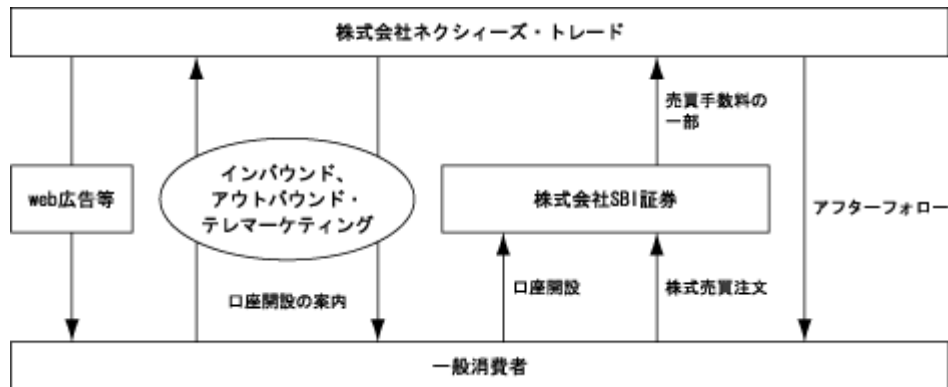 株式会社ネクシィーズ・トレード
売買手数料の
一部
インバウンド、
アウトバウンド・
テレマーケティング
web広告等
株式会社SBI証券
アフターフォロー
口座開設の案内
口座開設
株式売買注文
一般消費者